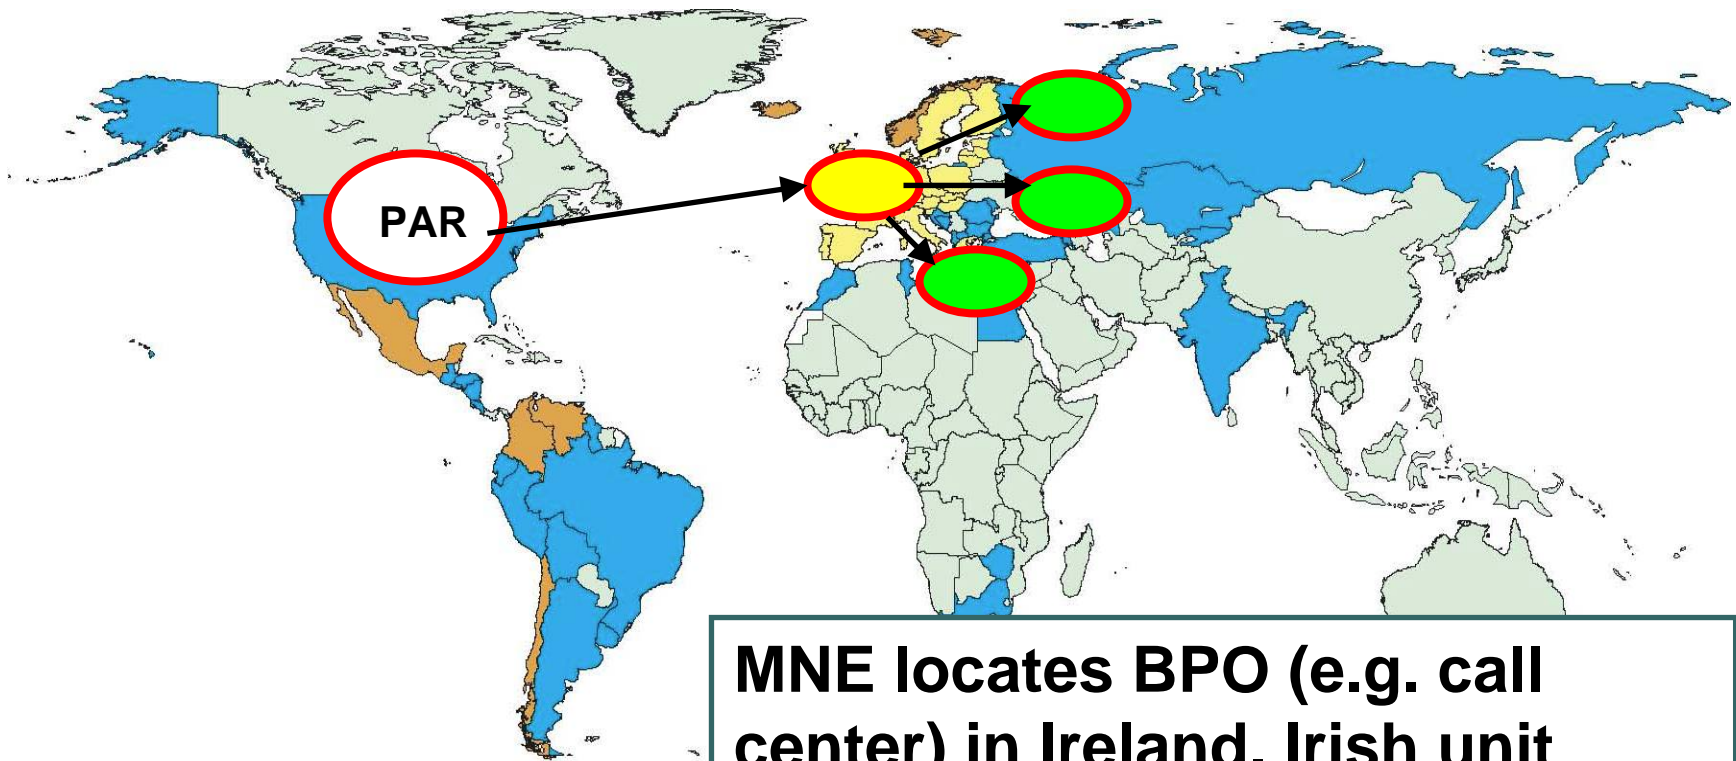 PAR
MNE locates BPO (e.g. call
center) in Ireland. Irish unit